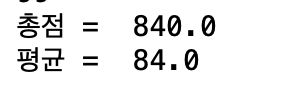 총점 =  840.0
평균 =  84.0